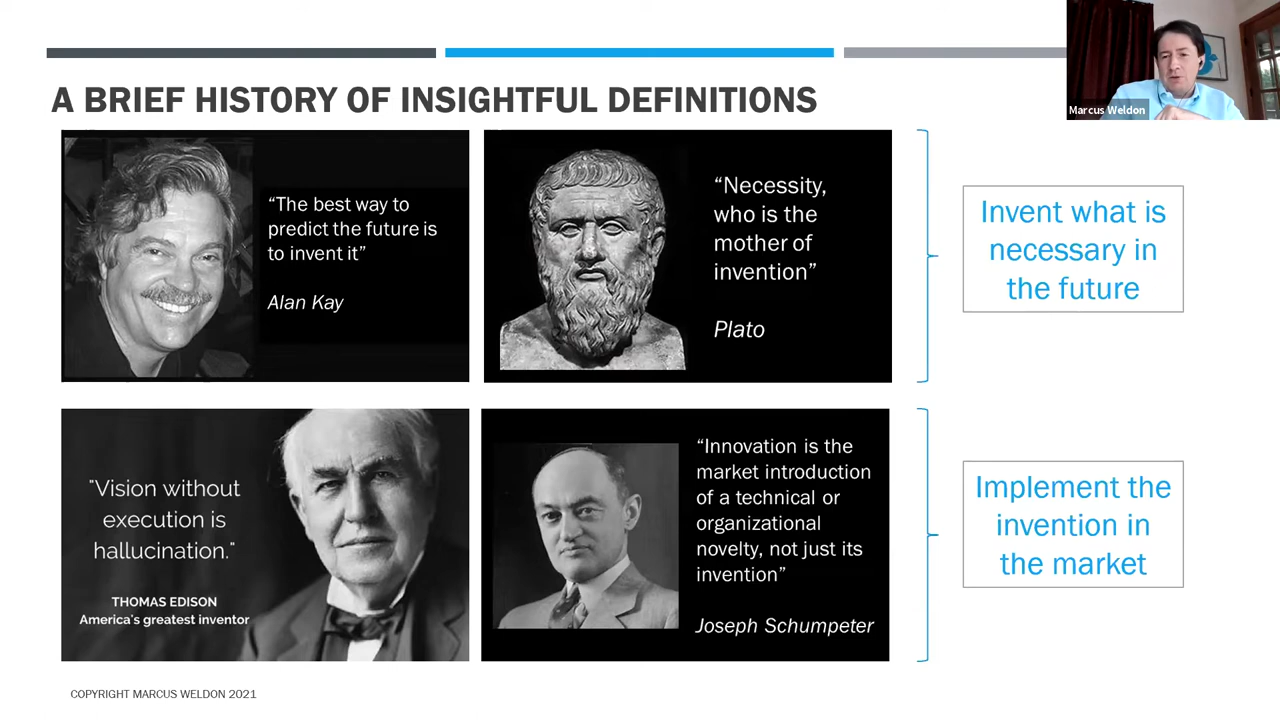 Marcus Weldon
A BRIEF HISTORY OF INSIGHTFUL DEFINITIONS
“The best way to
predict the future is
to invent it”
Alan Kay
“Necessity,
who is the
mother of
invention”
Plato
Invent what is
necessary in
the future
"Vision without
execution is
hallucination."
THOMAS EDISON
America's greatest inventor
“Innovation is the
market introduction
of a technical or
organizational
novelty, not just its
invention”
Joseph Schumpeter
Implement the
invention in
the market
COPYRIGHT MARCUS WELDON 2021